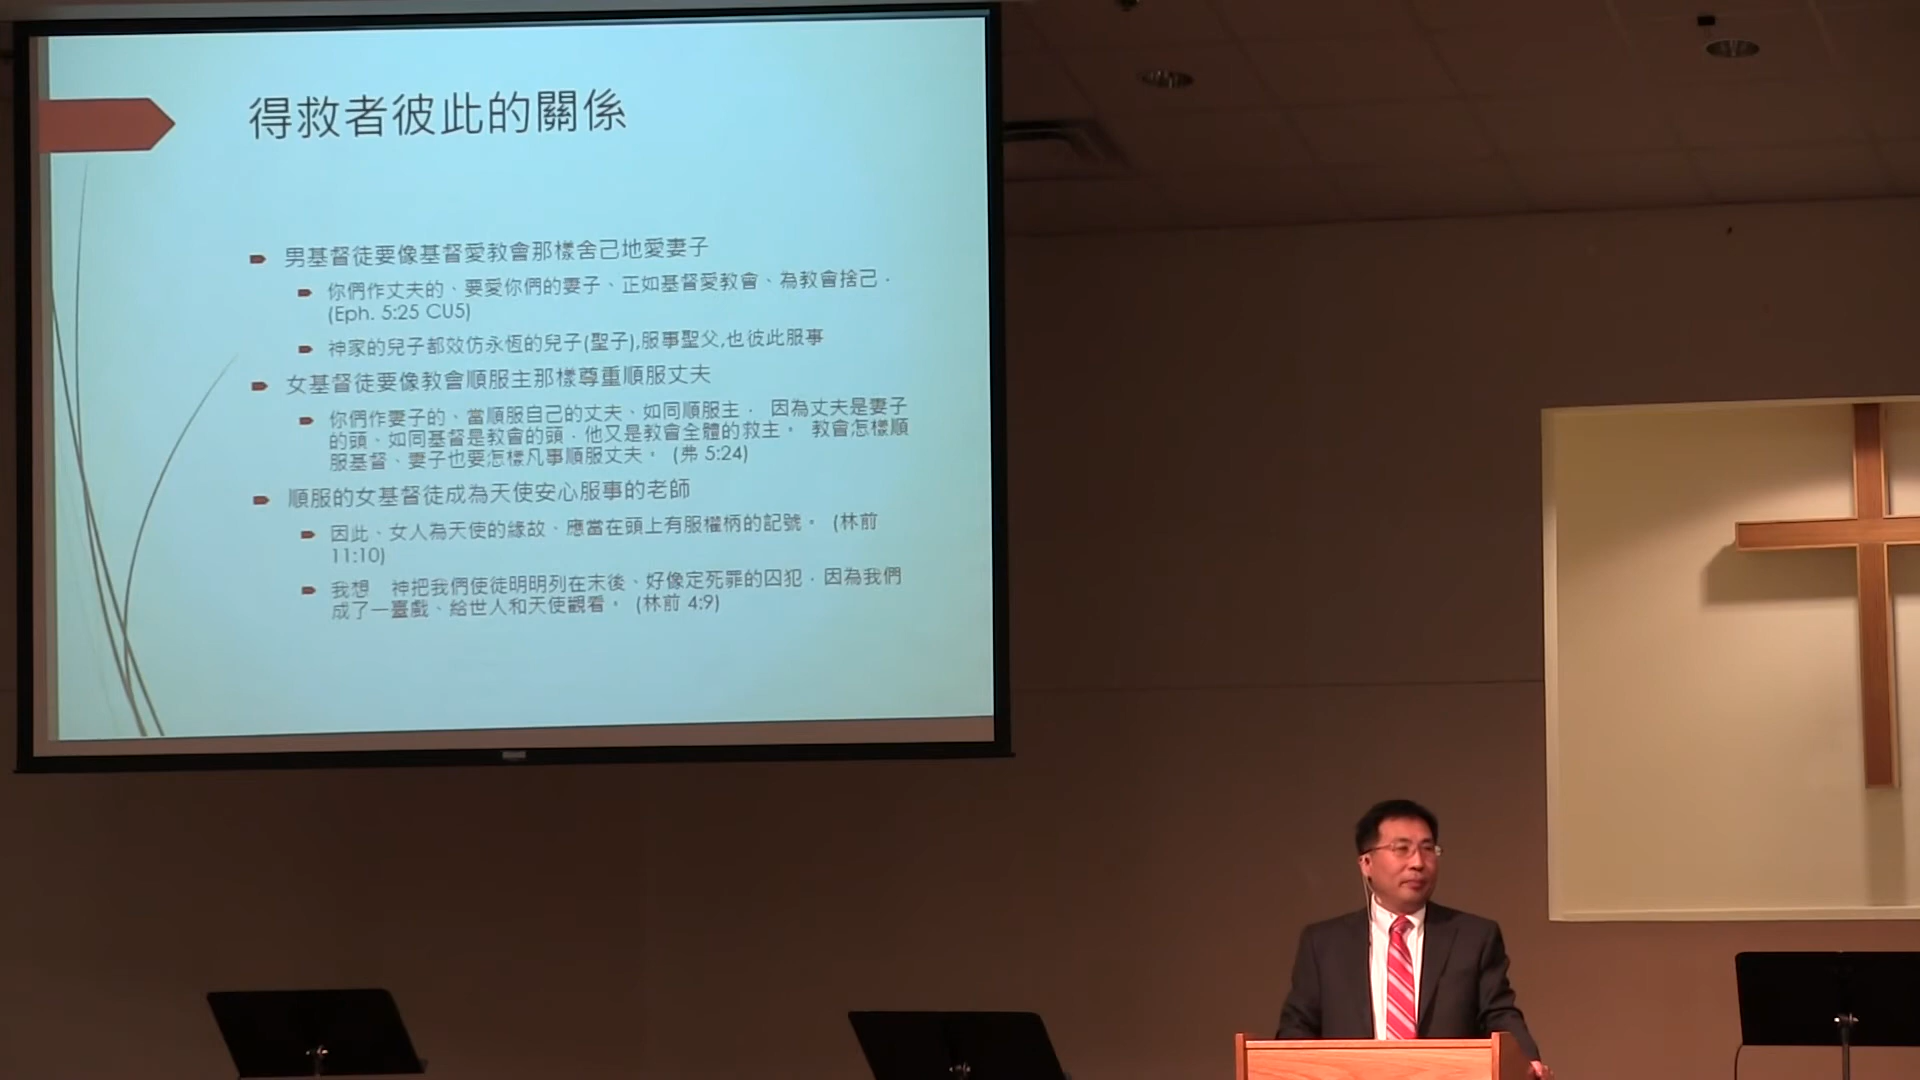 得救者彼此的關係
男基督徒要像基督愛教會那樣舍己地愛妻子
你們作丈夫的、要愛你們的妻子、正如基督愛教會、為教會捨己．
(Eph. 5:25 CU5)
神家的兒子都效仿永恆的兒子(聖子),服事聖父,也彼此服事
女基督徒要像教會順服主那樣尊重順服丈夫
你們作妻子的、當順服自己的丈夫、如同順服主． 因為丈夫是妻子
的頭、如同基督是教會的頭．他又是教會全體的救主。 教會怎樣順
服基督、妻子也要怎樣凡事順服丈夫。 (弗 5:24)
順服的女基督徒成為天使安心服事的老師
因此、女人為天使的緣故、應當在頭上有服權柄的記號。 (林前
11:10)
我想 神把我們使徒明明列在末後、好像定死罪的囚犯．因為我們
成了一臺戲、給世人和天使觀看。 (林前 4:9)